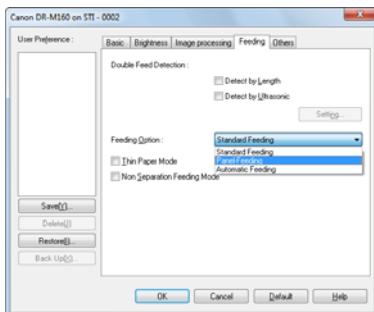 Canon DR-M160 on STI - 0002
User Preference :
Basic Brightness Image processing Feeding Others
Double Feed Detection :
Detect by Length
Detect by Ultrasonic
Setting...
Feeding Option : Standard Feeding
Standard Feeding
Panel Feeding
Automatic Feeding
Thin Paper Mode
Non Separation Feeding Mode
Save(V)...
Delete(J)
Restore(I)...
Back Up(X)...
OK Cancel Default Help